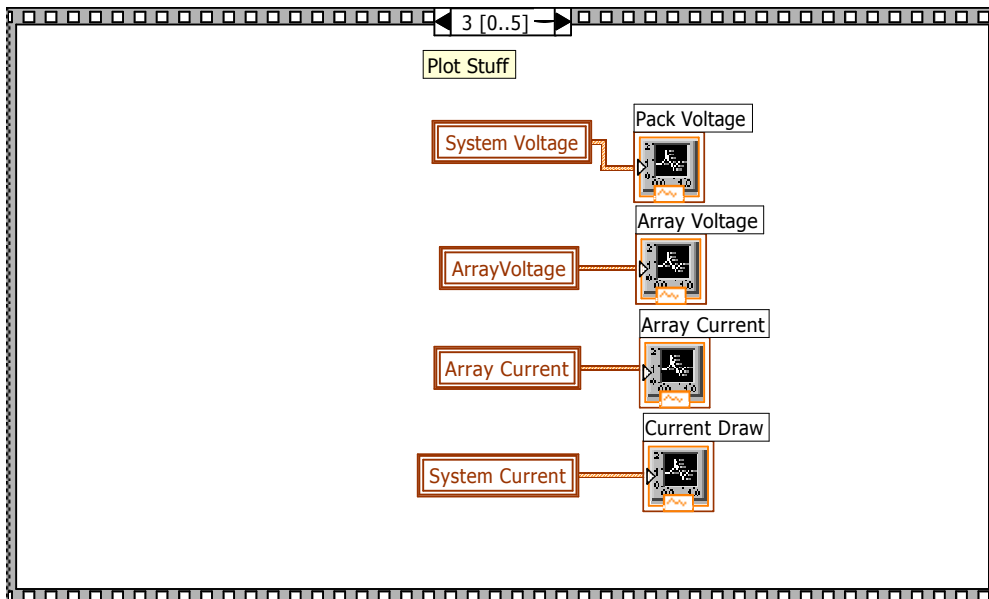 3 [0..5]
Plot Stuff
Pack Voltage
System Voltage
Array Voltage
ArrayVoltage
Array Current
Array Current
Current Draw
System Current